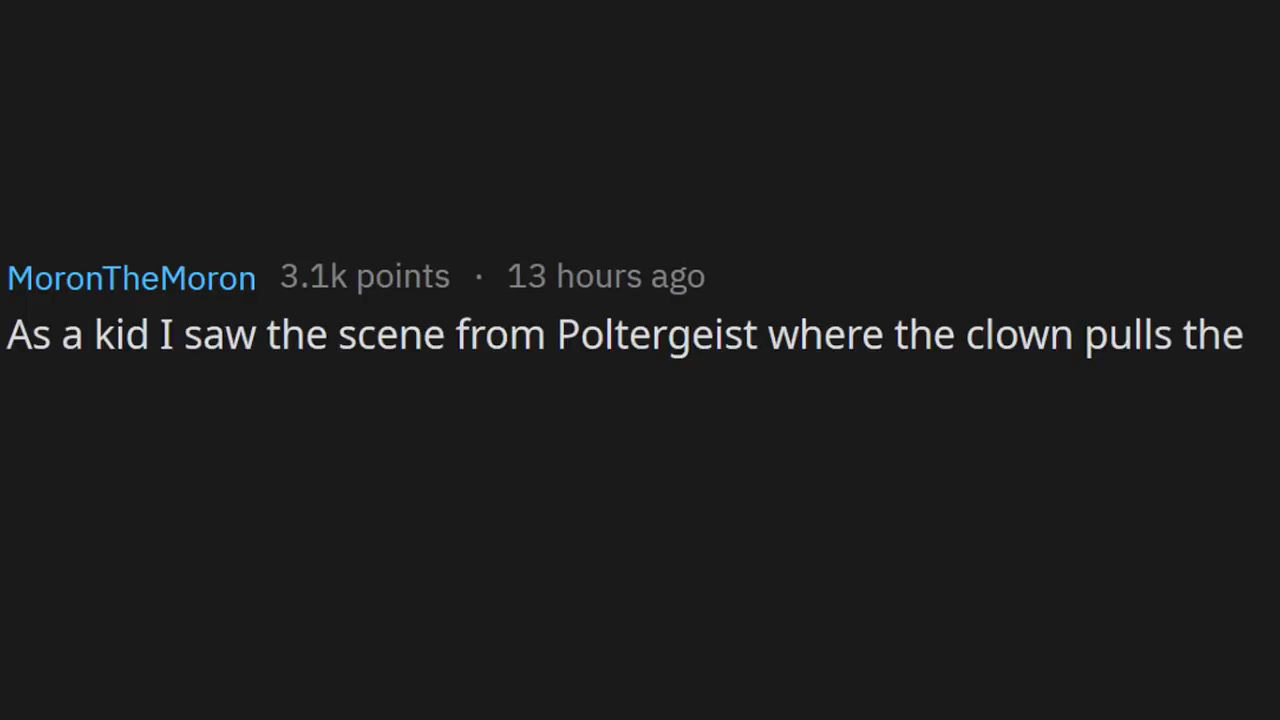 MoronTheMoron 3.1k points · 13 hours ago
As a kid I saw the scene from Poltergeist where the clown pulls the